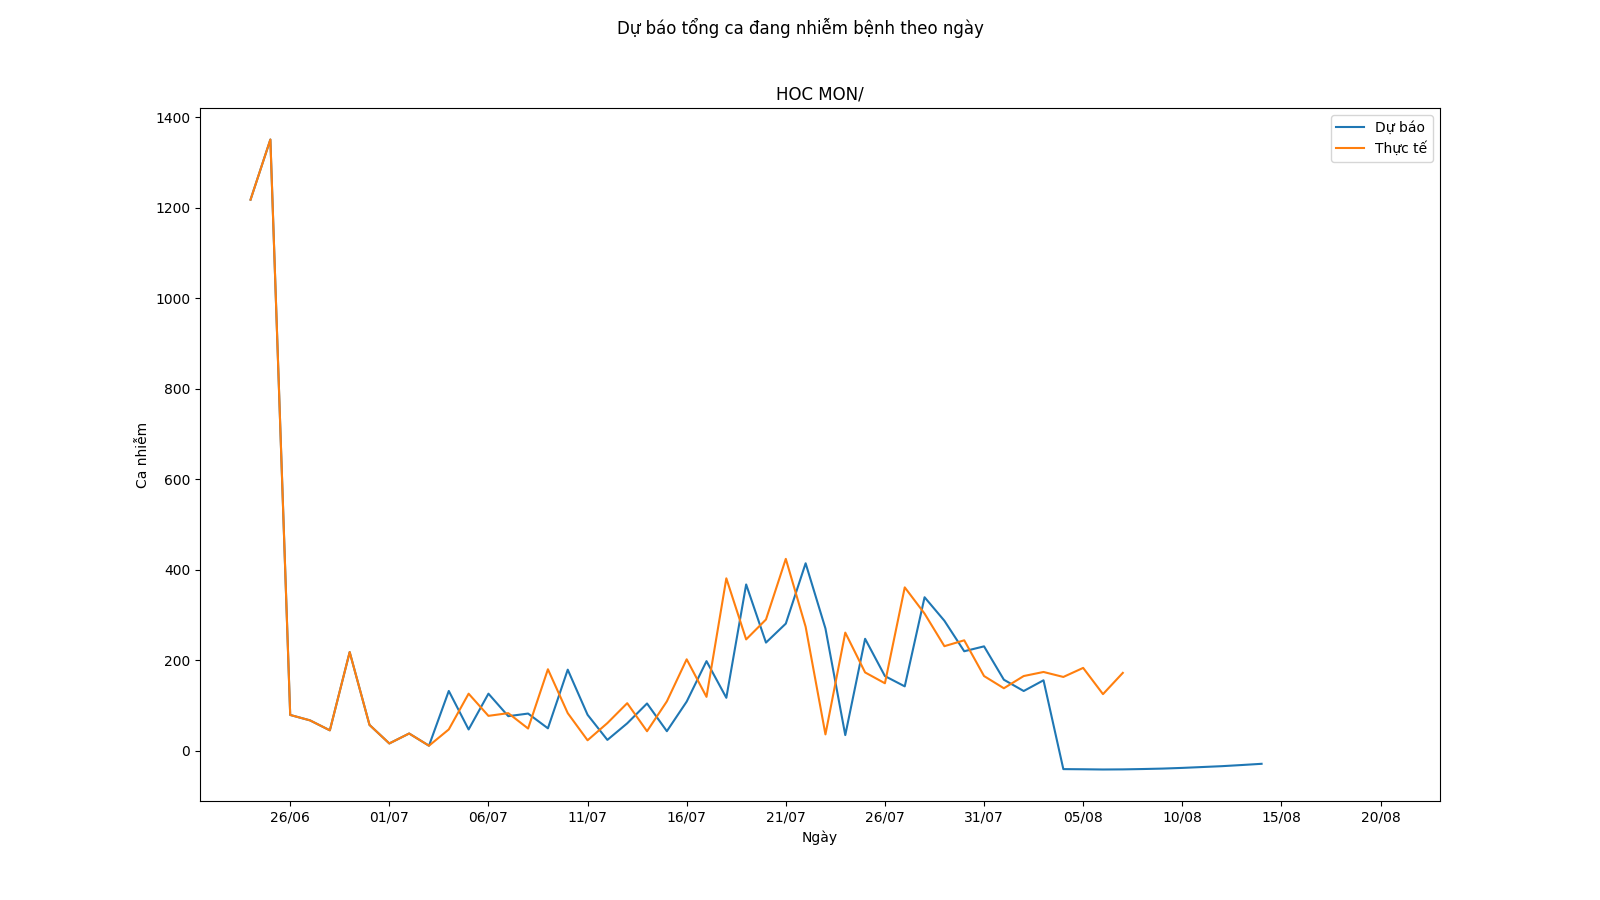 Dự báo tổng ca đang nhiễm bệnh theo ngày
HOC MON/
1400
1200
1000
800
600
400
200
0
Ca nhiễm
Dự báo
Thực tế
26/06 01/07 06/07 11/07 16/07 21/07 26/07 31/07 05/08 10/08 15/08 20/08
Ngày